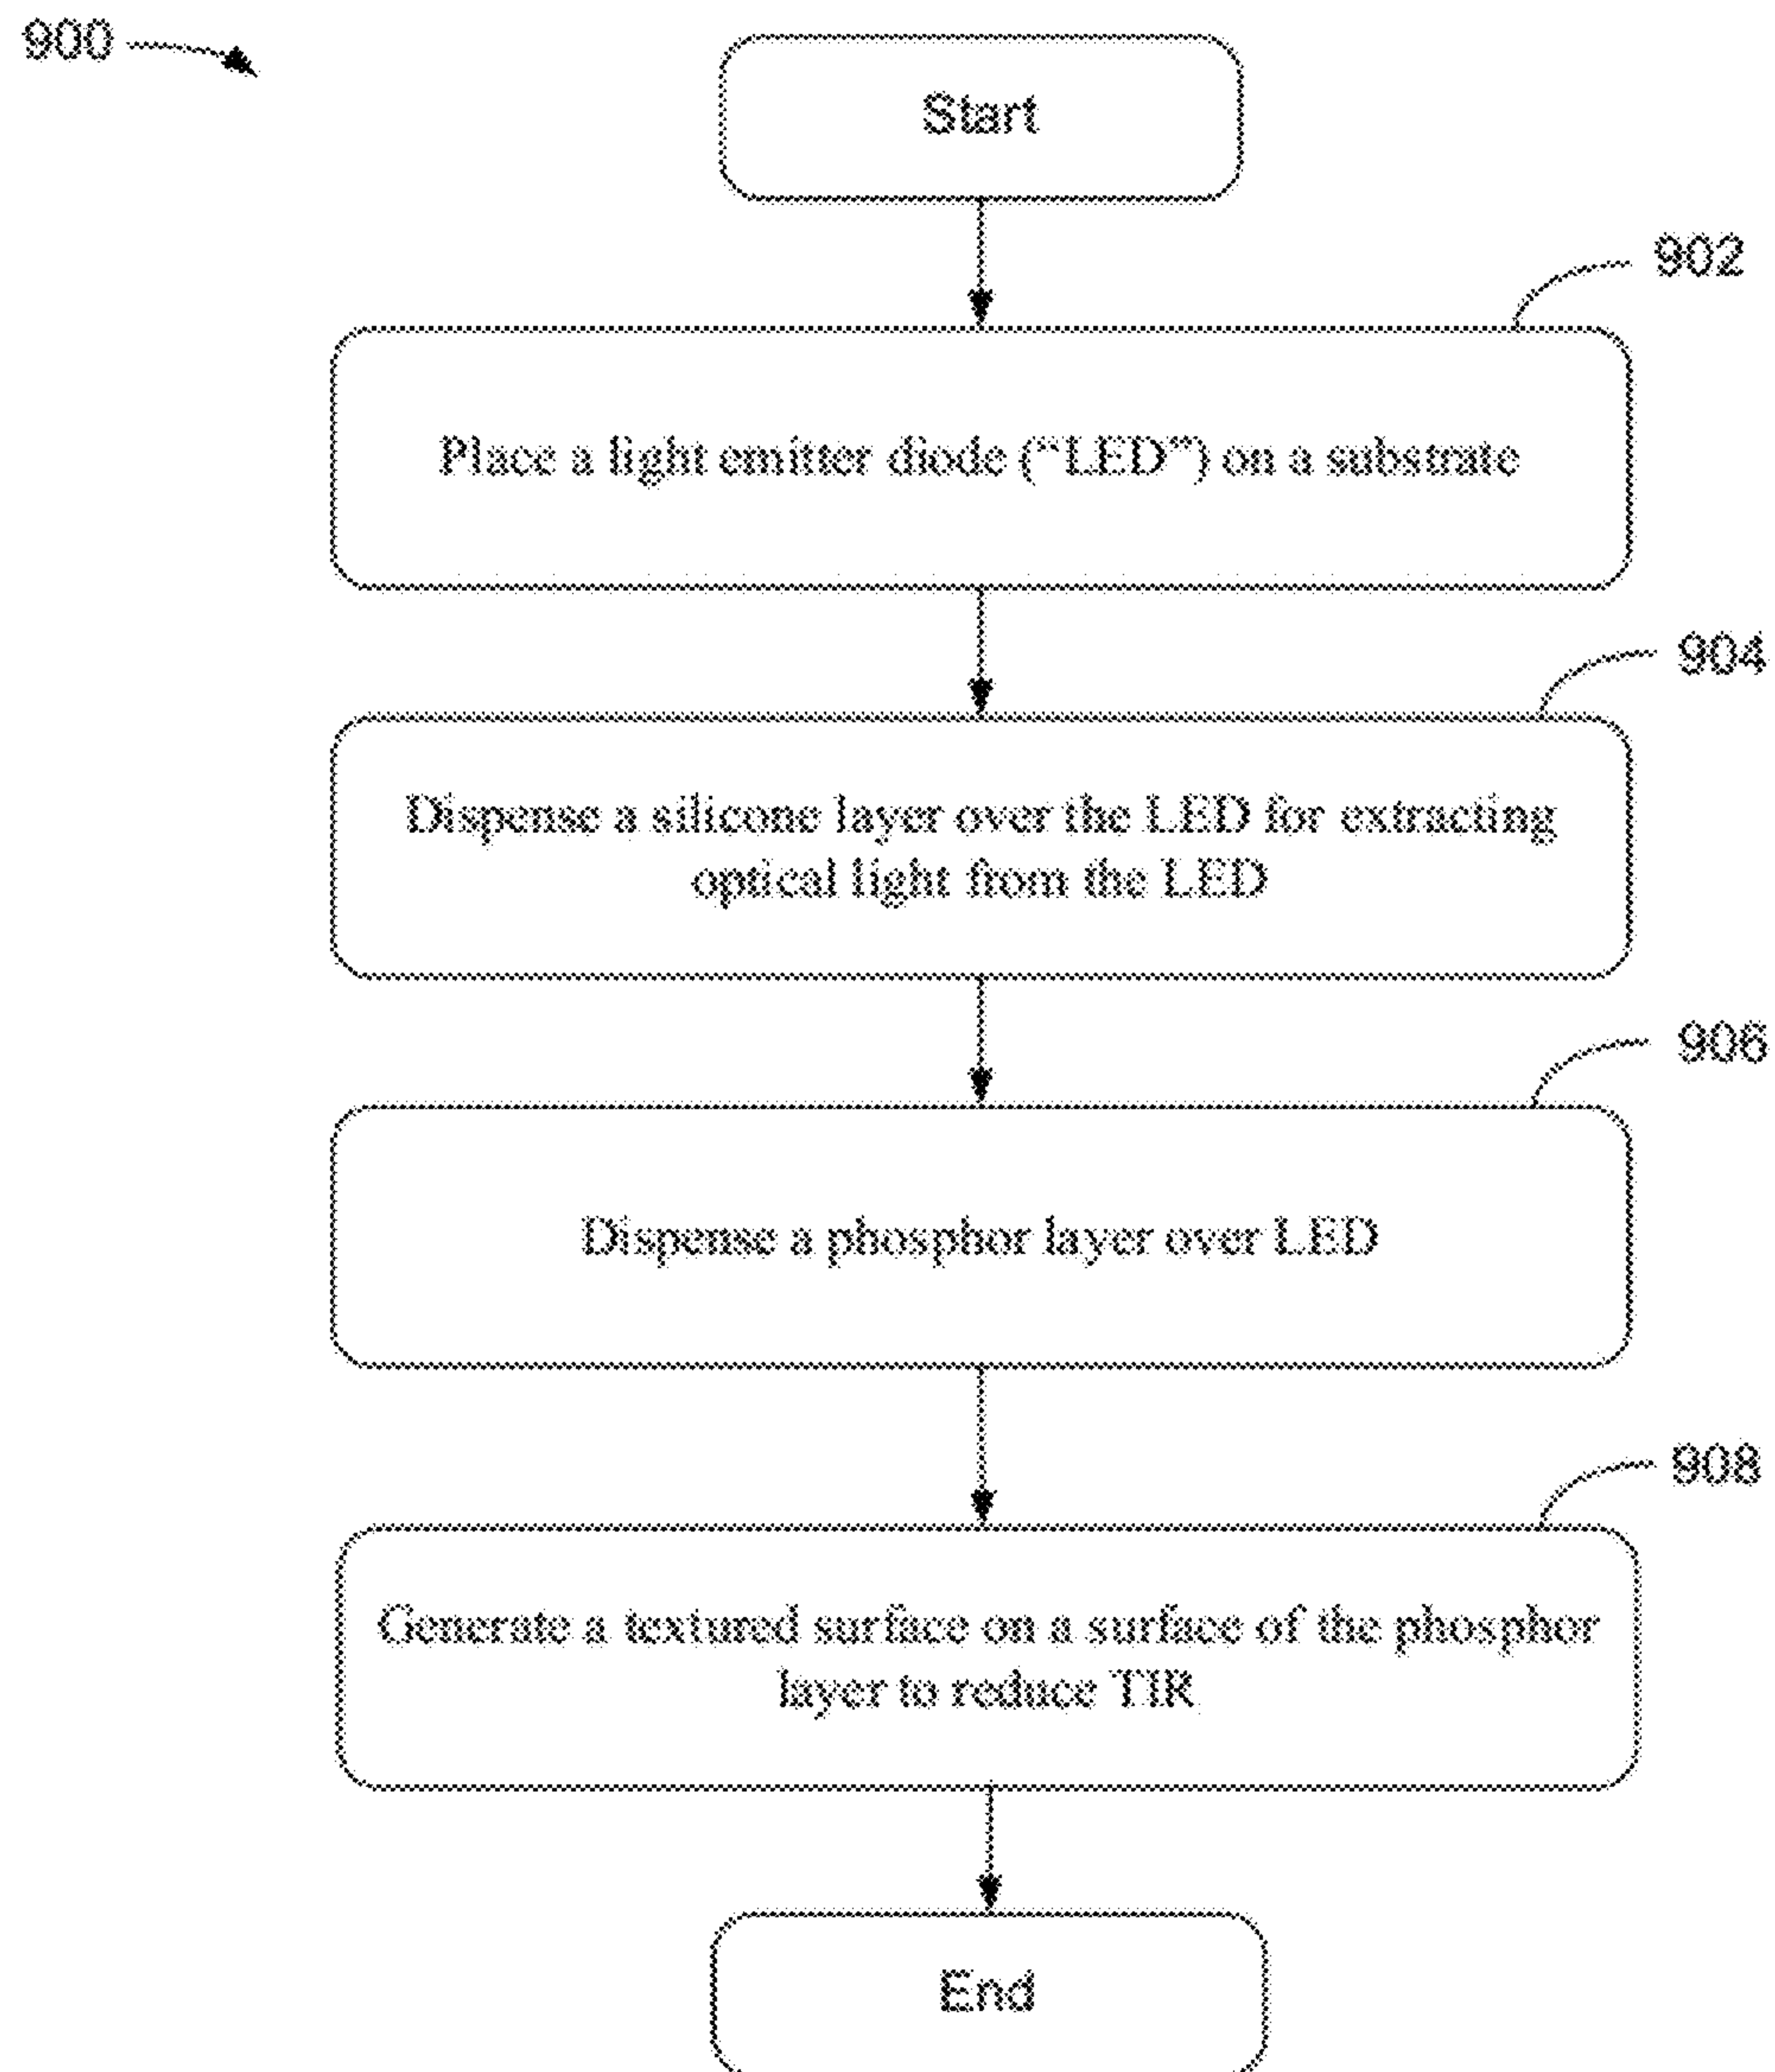 900
Start
902
Place a light emitter diode (“LED”) on a substrate
904
Dispense a silicone layer over the LED for extracting
optical light from the LED
906
Dispense a phosphor layer over LED
908
Generate a textured surface on a surface of the phosphor
layer to reduce TIR
End